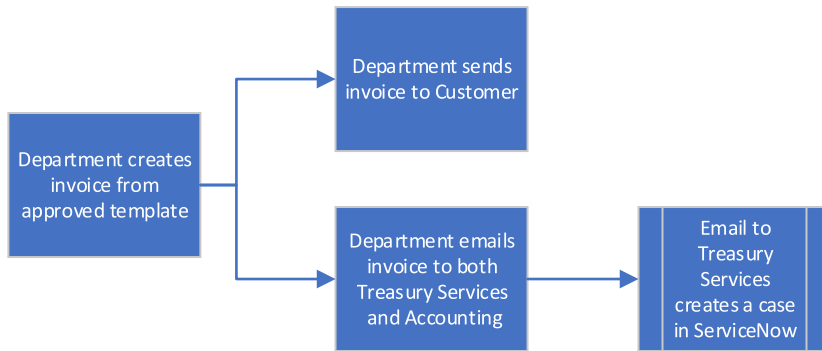 Department creates
invoice from
approved template
Department sends
invoice to Customer
Department emails
invoice to both
Treasury Services
and Accounting
Email to
Treasury
Services
creates a case
in ServiceNow